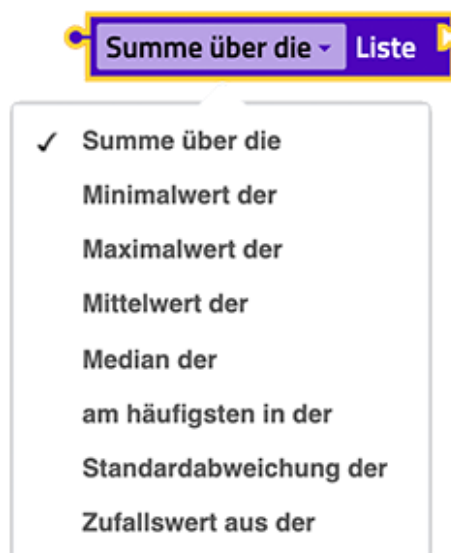 Summe über die Liste
Summe über die
Minimalwert der
Maximalwert der
Mittelwert der
Median der
am häufigsten in der
Standardabweichung der
Zufallswert aus der